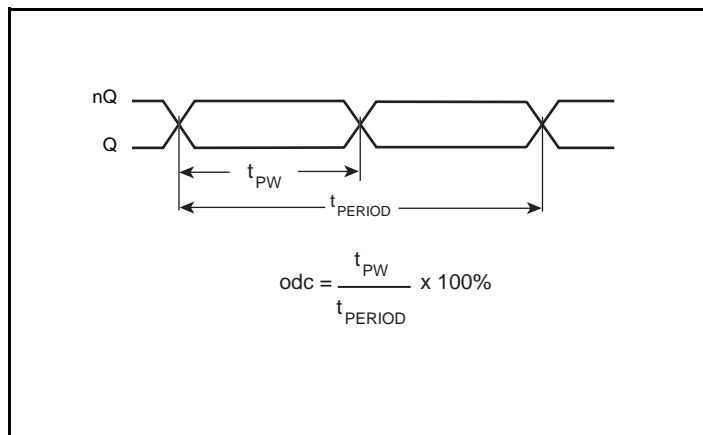 nQ
Q
tPW
tPERIOD
odc = tPW / tPERIOD x 100%